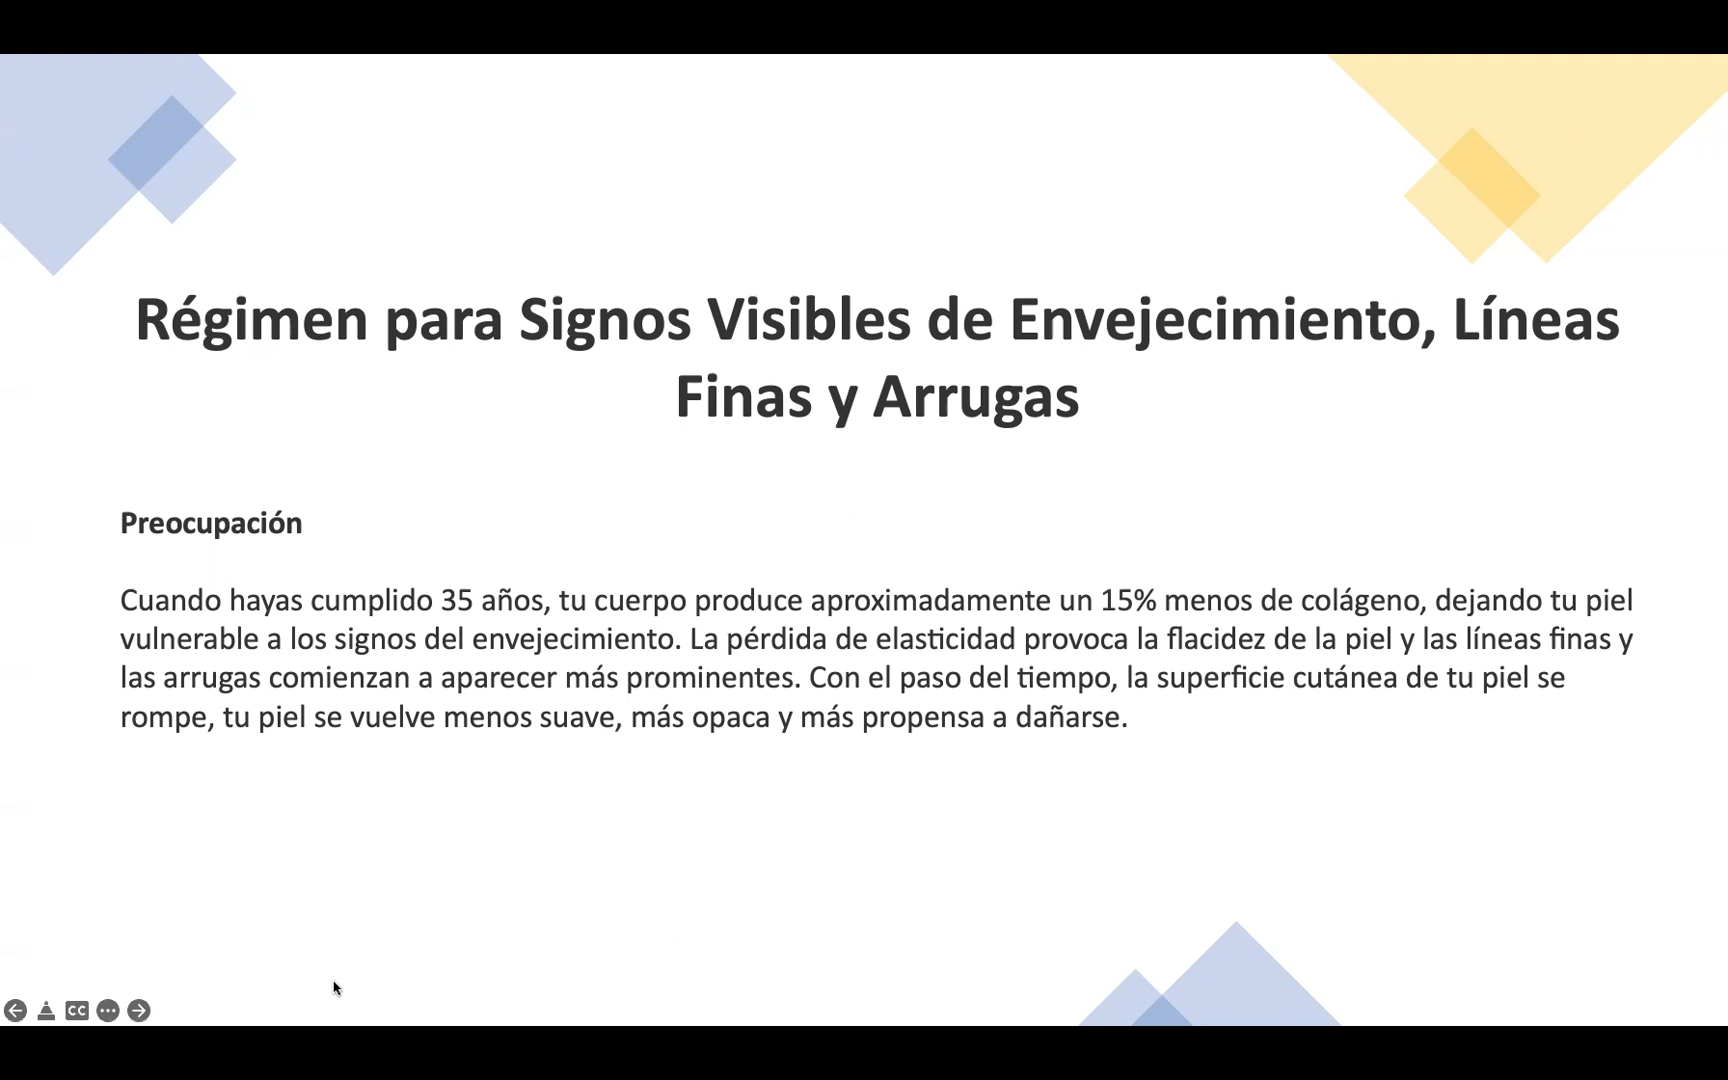 Régimen para Signos Visibles de Envejecimiento, Líneas
Finas y Arrugas
Preocupación
Cuando hayas cumplido 35 años, tu cuerpo produce aproximadamente un 15% menos de colágeno, dejando tu piel
vulnerable a los signos del envejecimiento. La pérdida de elasticidad provoca la flacidez de la piel y las líneas finas y
las arrugas comienzan a aparecer más prominentes. Con el paso del tiempo, la superficie cutánea de tu piel se
rompe, tu piel se vuelve menos suave, más opaca y más propensa a dañarse.
CC